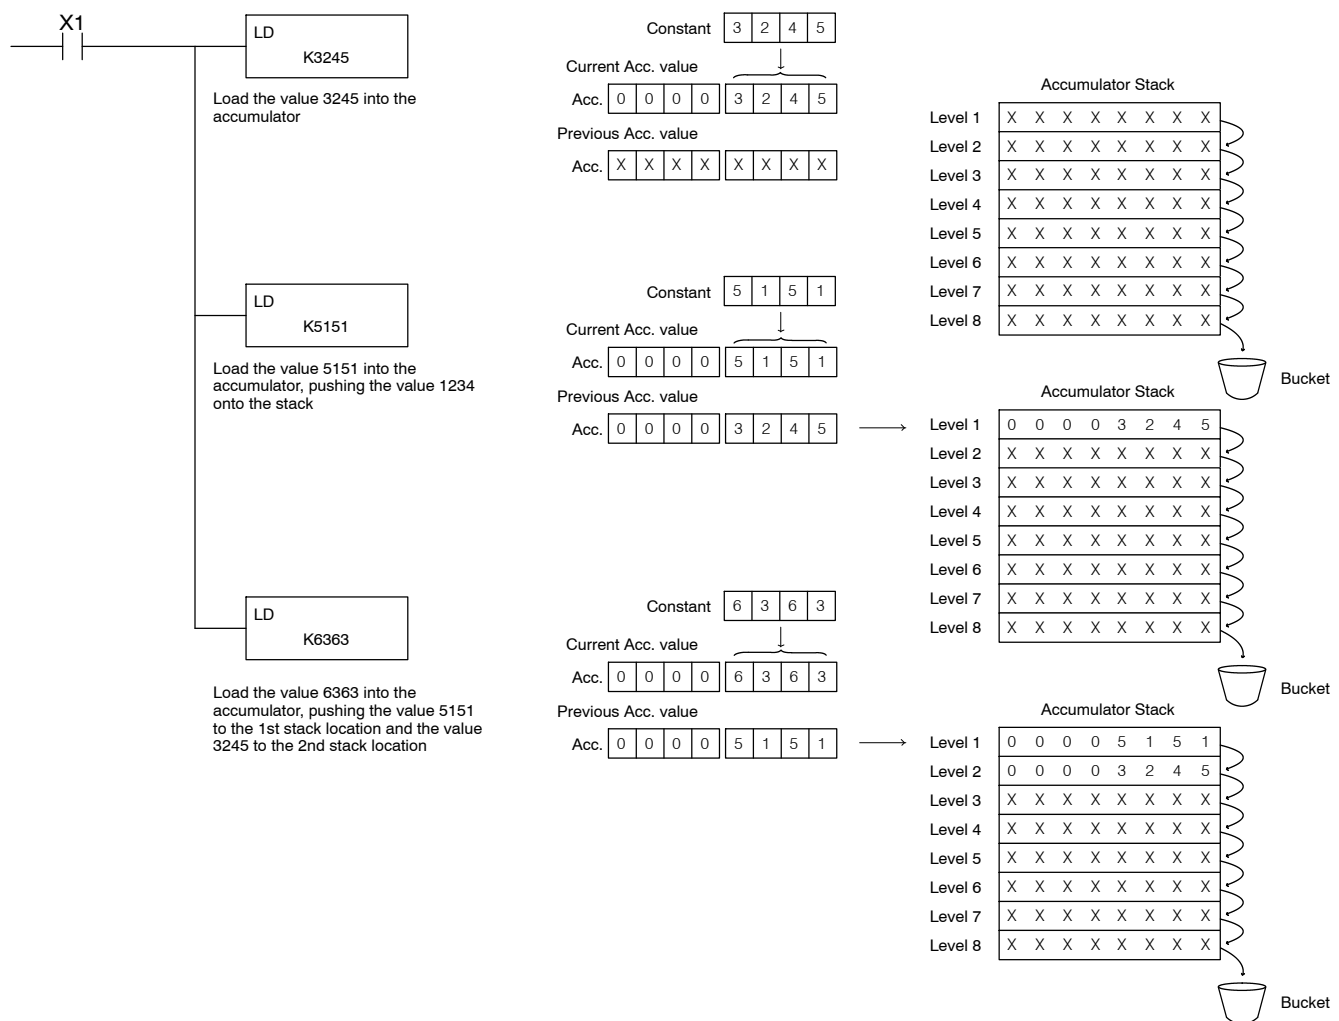 X1
LD
K3245
Load the value 3245 into the
accumulator
Constant 3 2 4 5
Current Acc. value
Acc. 0 0 0 0 3 2 4 5
Previous Acc. value
Acc. X X X X X X X X
Accumulator Stack
Level 1 X X X X X X X X
Level 2 X X X X X X X X
Level 3 X X X X X X X X
Level 4 X X X X X X X X
Level 5 X X X X X X X X
Level 6 X X X X X X X X
Level 7 X X X X X X X X
Level 8 X X X X X X X X
Bucket
LD
K5151
Load the value 5151 into the
accumulator, pushing the value 1234
onto the stack
Constant 5 1 5 1
Current Acc. value
Acc. 0 0 0 0 5 1 5 1
Previous Acc. value
Acc. 0 0 0 0 3 2 4 5
Accumulator Stack
Level 1 0 0 0 0 3 2 4 5
Level 2 X X X X X X X X
Level 3 X X X X X X X X
Level 4 X X X X X X X X
Level 5 X X X X X X X X
Level 6 X X X X X X X X
Level 7 X X X X X X X X
Level 8 X X X X X X X X
Bucket
LD
K6363
Load the value 6363 into the
accumulator, pushing the value 5151
to the 1st stack location and the value
3245 to the 2nd stack location
Constant 6 3 6 3
Current Acc. value
Acc. 0 0 0 0 6 3 6 3
Previous Acc. value
Acc. 0 0 0 0 5 1 5 1
Accumulator Stack
Level 1 0 0 0 0 5 1 5 1
Level 2 0 0 0 0 3 2 4 5
Level 3 X X X X X X X X
Level 4 X X X X X X X X
Level 5 X X X X X X X X
Level 6 X X X X X X X X
Level 7 X X X X X X X X
Level 8 X X X X X X X X
Bucket